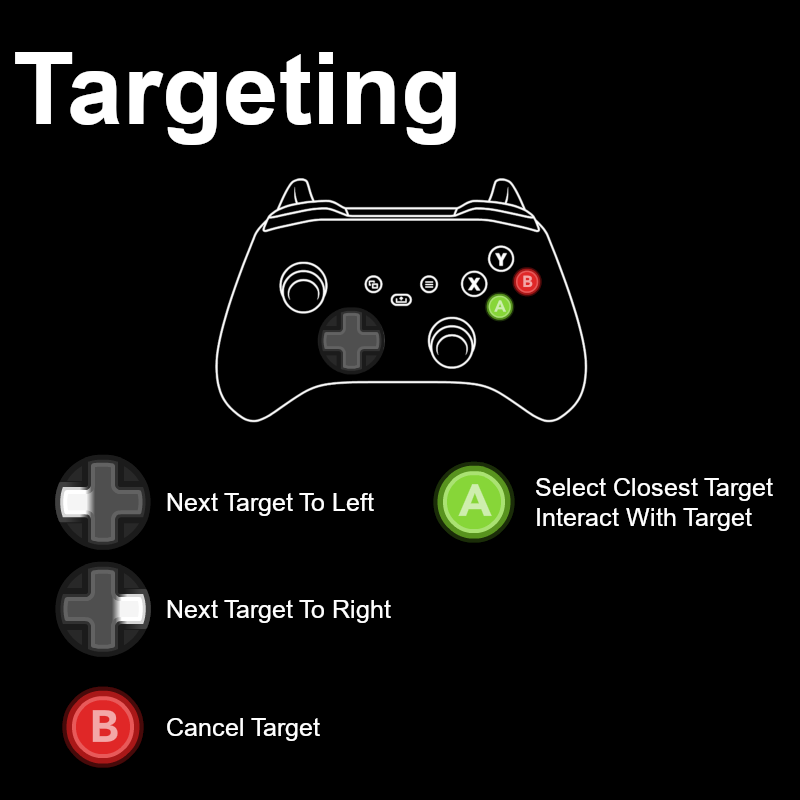 Targeting
Y
X
B
A
Next Target To Left
A
Select Closest Target
Interact With Target
Next Target To Right
B
Cancel Target